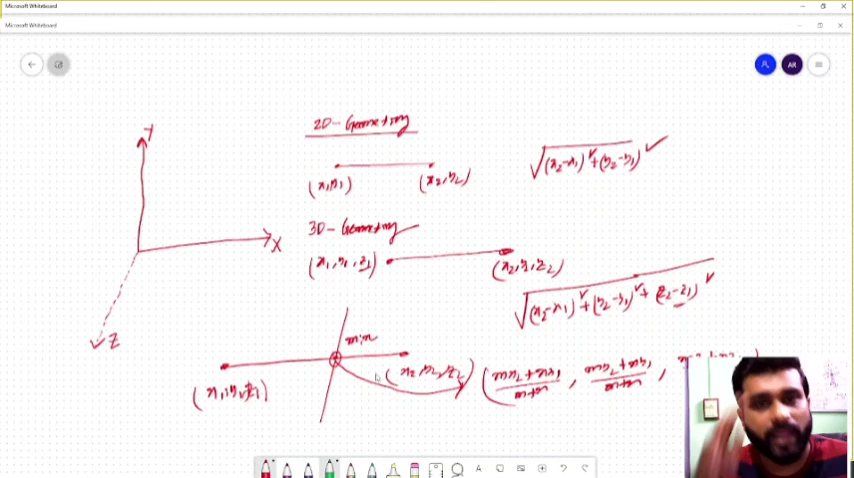 Microsoft Whiteboard
Microsoft Whiteboard
AR
Y
X
Z
2D-Geometry
(x₁,y₁) (x₂,y₂)
√(x₂-x₁)²+(y₂-y₁)²
3D-Geometry
(x₁,y₁,z₁) (x₂,y₂,z₂)
√(x₂-x₁)²+(y₂-y₁)²+(z₂-z₁)²
m:n
(x₁,y₁,z₁) (x₂,y₂,z₂) (mx₂+nx₁/m+n, my₂+ny₁/m+n,
A